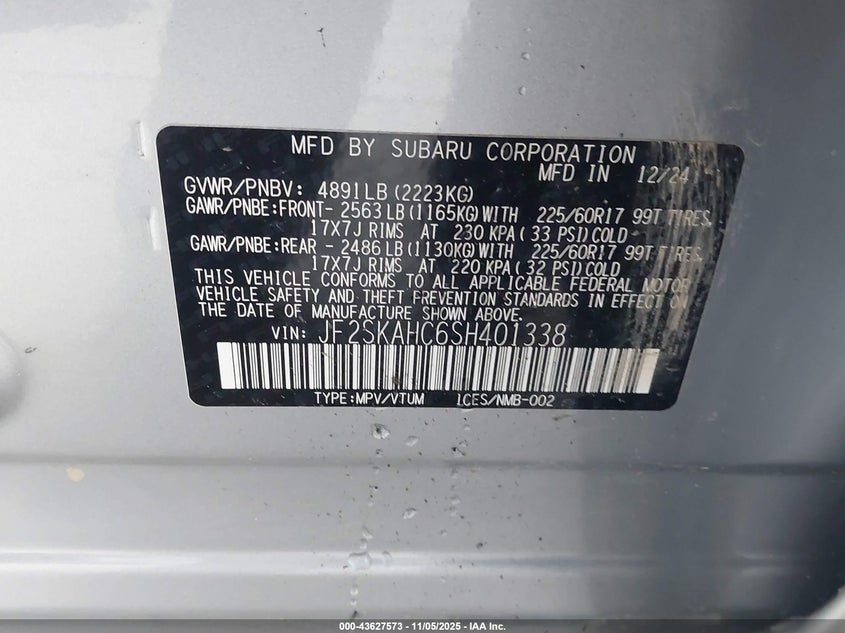 MFD BY SUBARU CORPORATION
MFD IN 12/24
GVWR/PNBV: 4891LB(2223KG)
GAWR/PNBE:FRONT- 2563LB(1165KG)WITH 225/60R17 99T TIRES,
17X7J RIMS AT 230 KPA( 33 PSI)COLD
GAWR/PNBE:REAR - 2486LB(1130KG)WITH 225/60R17 99T TIRES,
17X7J RIMS AT 220 KPA( 32 PSI)COLD
THIS VEHICLE CONFORMS TO ALL APPLICABLE FEDERAL MOTOR
VEHICLE SAFETY AND THEFT PREVENTION STANDARDS IN EFFECT ON
THE DATE OF MANUFACTURE SHOWN ABOVE.
VIN: JF2SKAHC6SH401338
TYPE:MPV/VTUM ICES/NMB-002
000-43627573 - 11/05/2025 - IAA Inc.